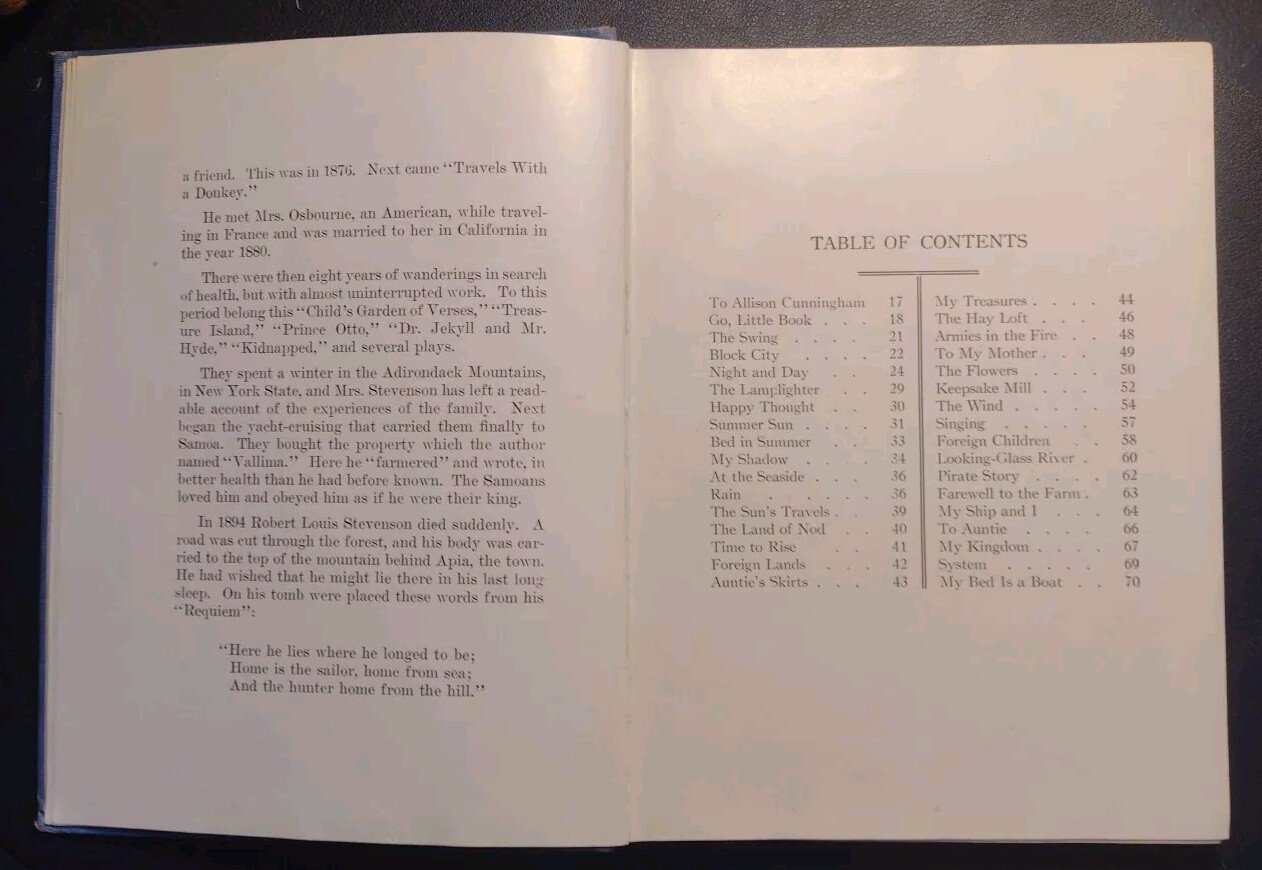 a friend. This was in 1876. Next came "Travels With
a Donkey."
He met Mrs. Osbourne, an American, while travel-
ing in France and was married to her in California in
the year 1880.
There were then eight years of wanderings in search
of health, but with almost uninterrupted work. To this
period belong this "Child's Garden of Verses," "Treas-
ure Island," "Prince Otto," "Dr. Jekyll and Mr.
Hyde," "Kidnapped," and several plays.
They spent a winter in the Adirondack Mountains,
in New York State, and Mrs. Stevenson has left a read-
able account of the experiences of the family. Next
began the yacht-cruising that carried them finally to
Samoa. They bought the property which the author
named "Vallima." Here he "farmered" and wrote, in
better health than he had before known. The Samoans
loved him and obeyed him as if he were their king.
In 1894 Robert Louis Stevenson died suddenly. A
road was cut through the forest, and his body was car-
ried to the top of the mountain behind Apia, the town.
He had wished that he might lie there in his last long
sleep. On his tomb were placed these words from his
"Requiem":
"Here he lies where he longed to be;
Home is the sailor, home from sea;
And the hunter home from the hill."
TABLE OF CONTENTS
To Allison Cunningham 17
Go, Little Book . . . 18
The Swing . . . . 21
Block City . . . . 22
Night and Day . . 24
The Lamplighter . . 29
Happy Thought . . 30
Summer Sun . . . . 31
Bed in Summer . . 33
My Shadow . . . . 34
At the Seaside . . . 36
Rain . . . . . . 36
The Sun's Travels . . 39
The Land of Nod . . 40
Time to Rise . . 41
Foreign Lands . . . 42
Auntie's Skirts . . . 43
My Treasures . . . . 44
The Hay Loft . . . 46
Armies in the Fire . . 48
To My Mother . . . 49
The Flowers . . . . 50
Keepsake Mill . . . 52
The Wind . . . . . 54
Singing . . . . . 57
Foreign Children . . 58
Looking-Glass River . 60
Pirate Story . . . . 62
Farewell to the Farm . 63
My Ship and I . . . 64
To Auntie . . . . 66
My Kingdom . . . . 67
System . . . . . 69
My Bed Is a Boat . . 70